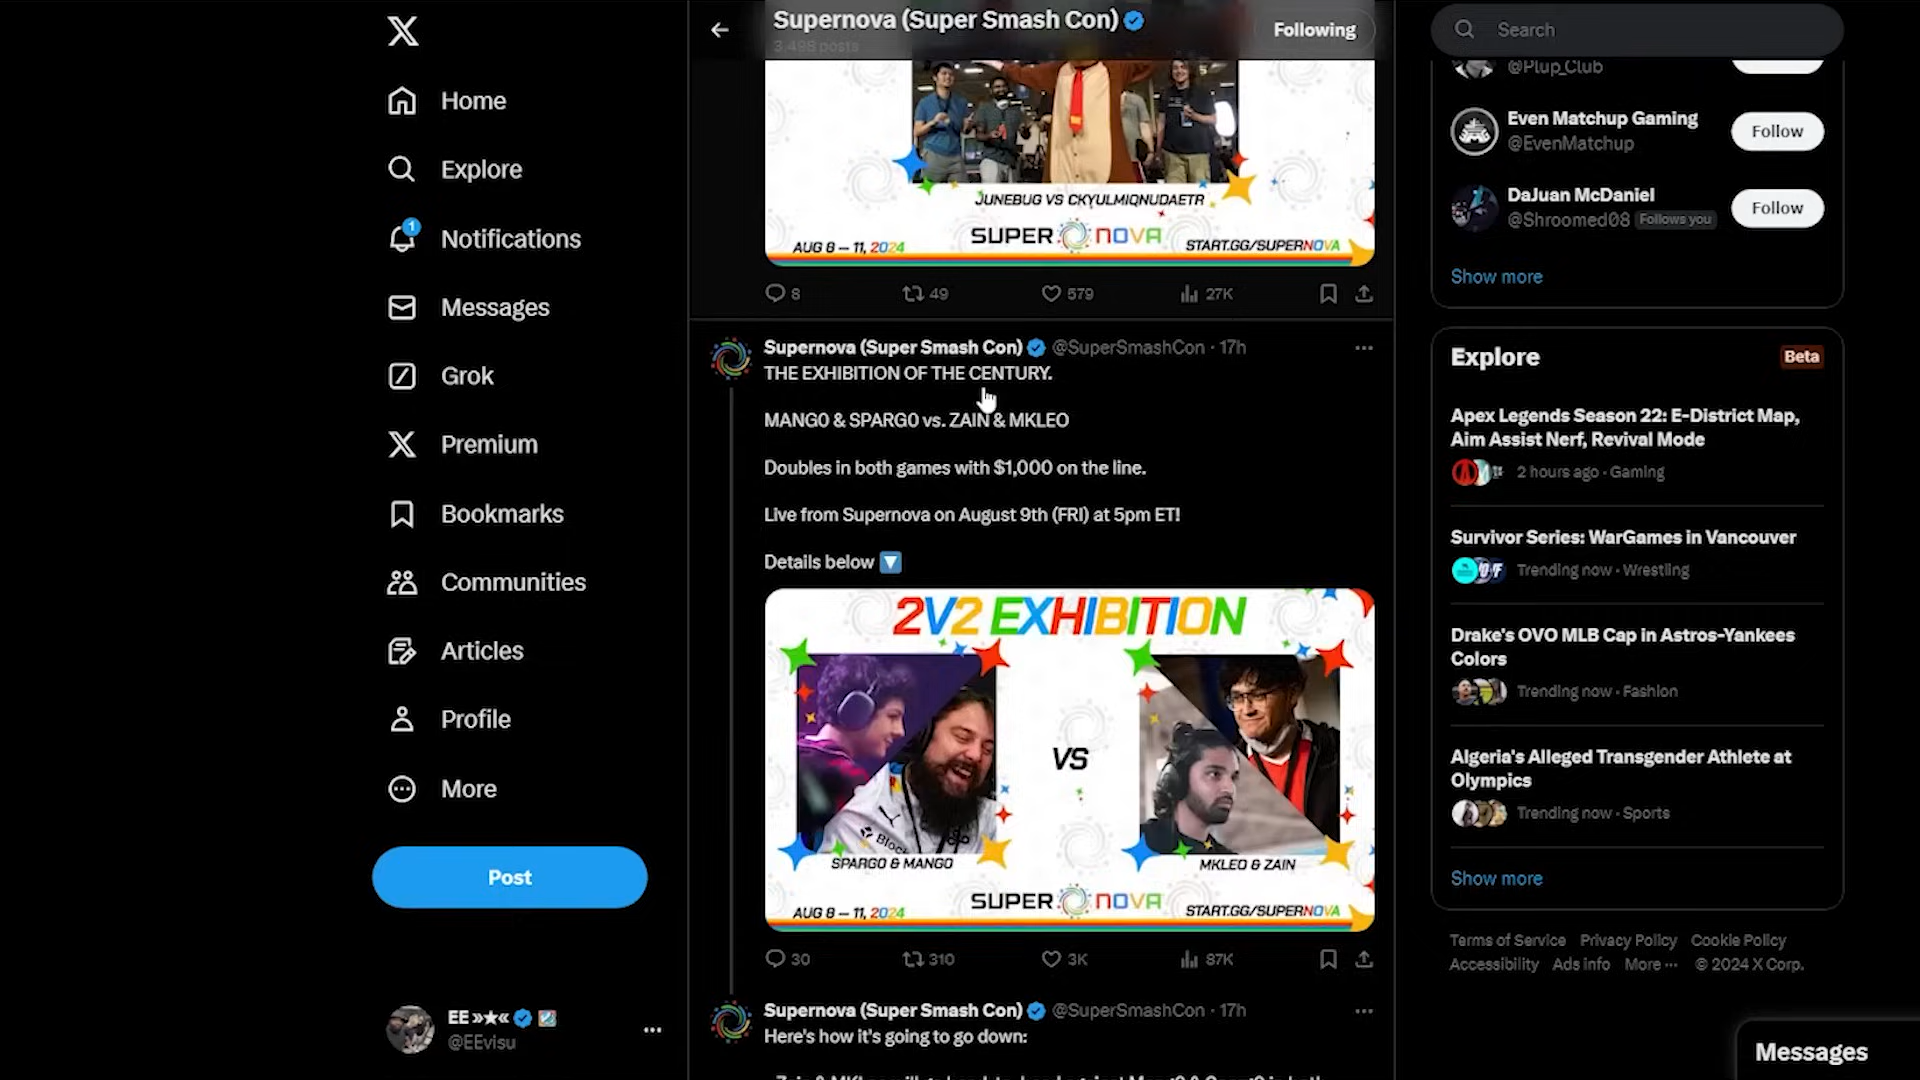 Home
Explore
Notifications
1
Messages
Grok
Premium
Bookmarks
Communities
Articles
Profile
More
Post
EE »★«
@EEvisu
Supernova (Super Smash Con)
3,498 posts
Following
JUNEBUG VS CKYULMIQNUDAETR
SUPERNOVA
AUG 8 – 11, 2024
START.GG/SUPERNOVA
8 49 579 27K
Supernova (Super Smash Con) @SuperSmashCon · 17h
THE EXHIBITION OF THE CENTURY.
MANG0 & SPARG0 vs. ZAIN & MKLEO
Doubles in both games with $1,000 on the line.
Live from Supernova on August 9th (FRI) at 5pm ET!
Details below
2V2 EXHIBITION
VS
SPARGO & MANGO
MKLEO & ZAIN
SUPERNOVA
AUG 8 – 11, 2024
START.GG/SUPERNOVA
30 310 3K 87K
Supernova (Super Smash Con) @SuperSmashCon · 17h
Here's how it's going to go down:
Search
@Plup_Club
Even Matchup Gaming
@EvenMatchup
Follow
DaJuan McDaniel
@Shroomed08 Follows you
Follow
Show more
Explore
Beta
Apex Legends Season 22: E-District Map,
Aim Assist Nerf, Revival Mode
2 hours ago · Gaming
Survivor Series: WarGames in Vancouver
Trending now · Wrestling
Drake's OVO MLB Cap in Astros-Yankees
Colors
Trending now · Fashion
Algeria's Alleged Transgender Athlete at
Olympics
Trending now · Sports
Show more
Terms of Service Privacy Policy Cookie Policy
Accessibility Ads info More ··· © 2024 X Corp.
Messages